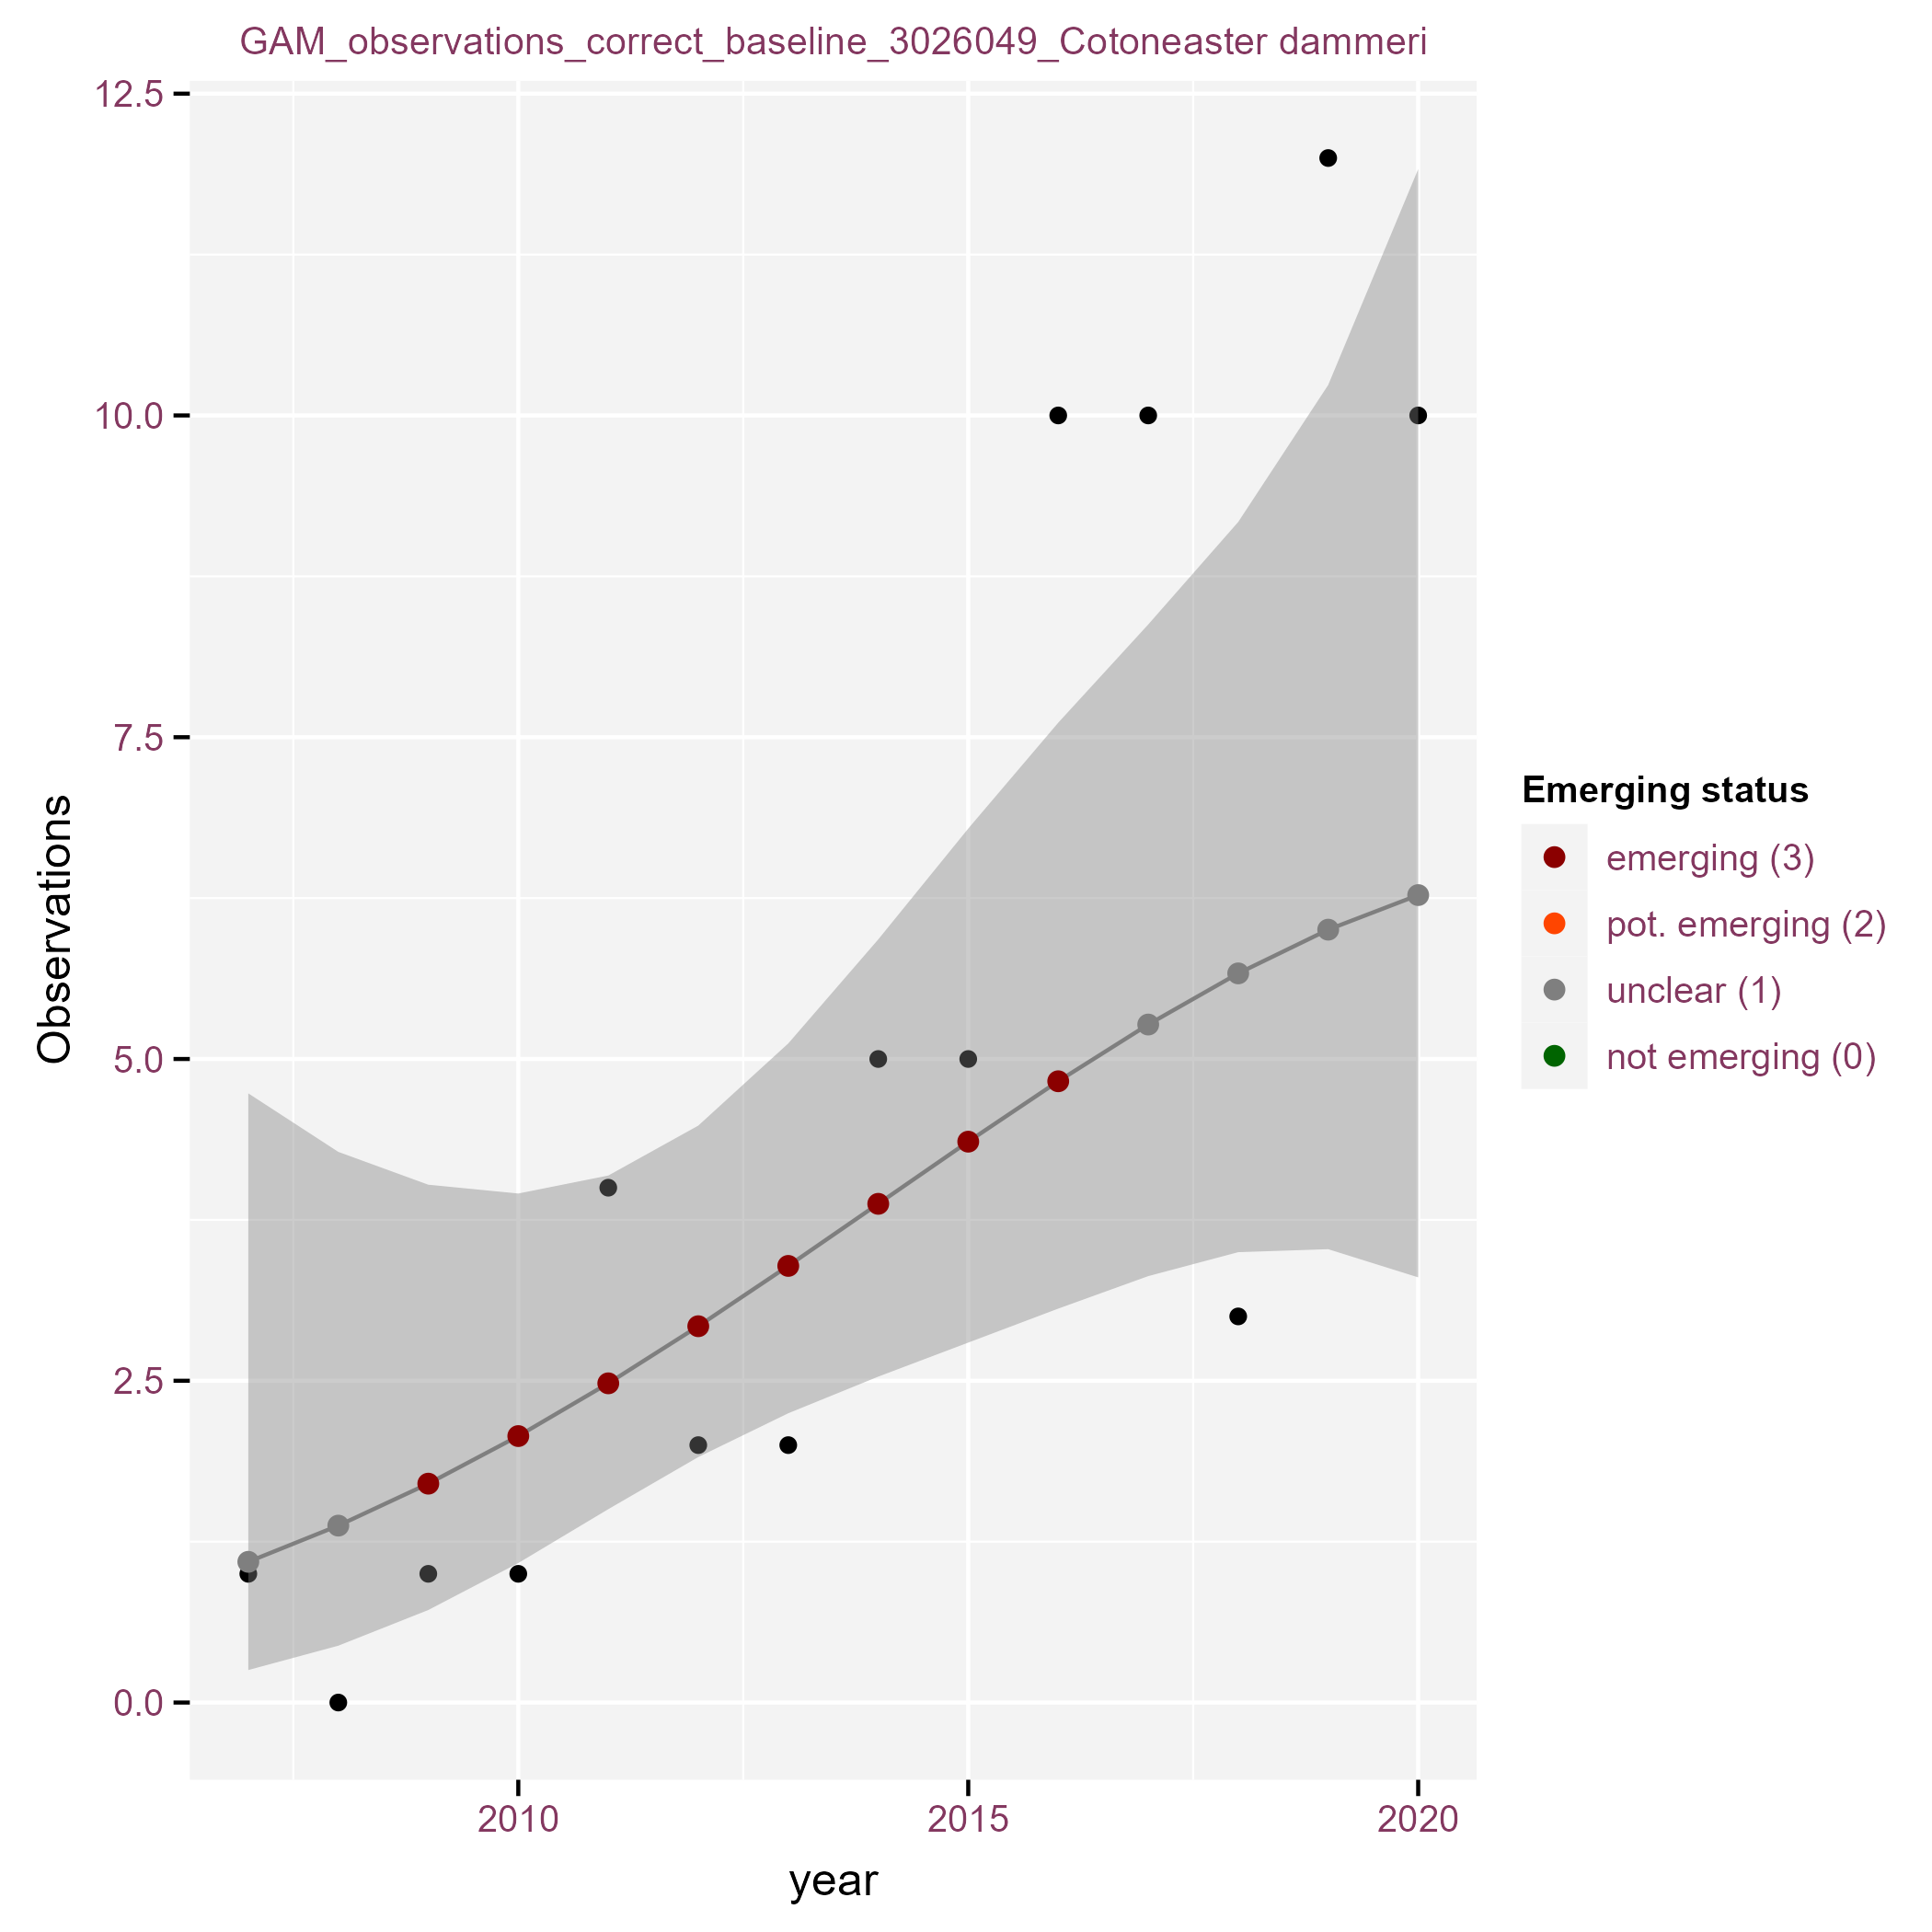 GAM_observations_correct_baseline_3026049_Cotoneaster dammeri
12.5
10.0
7.5
5.0
2.5
0.0
Observations
2010
2015
2020
year
Emerging status
emerging (3)
pot. emerging (2)
unclear (1)
not emerging (0)